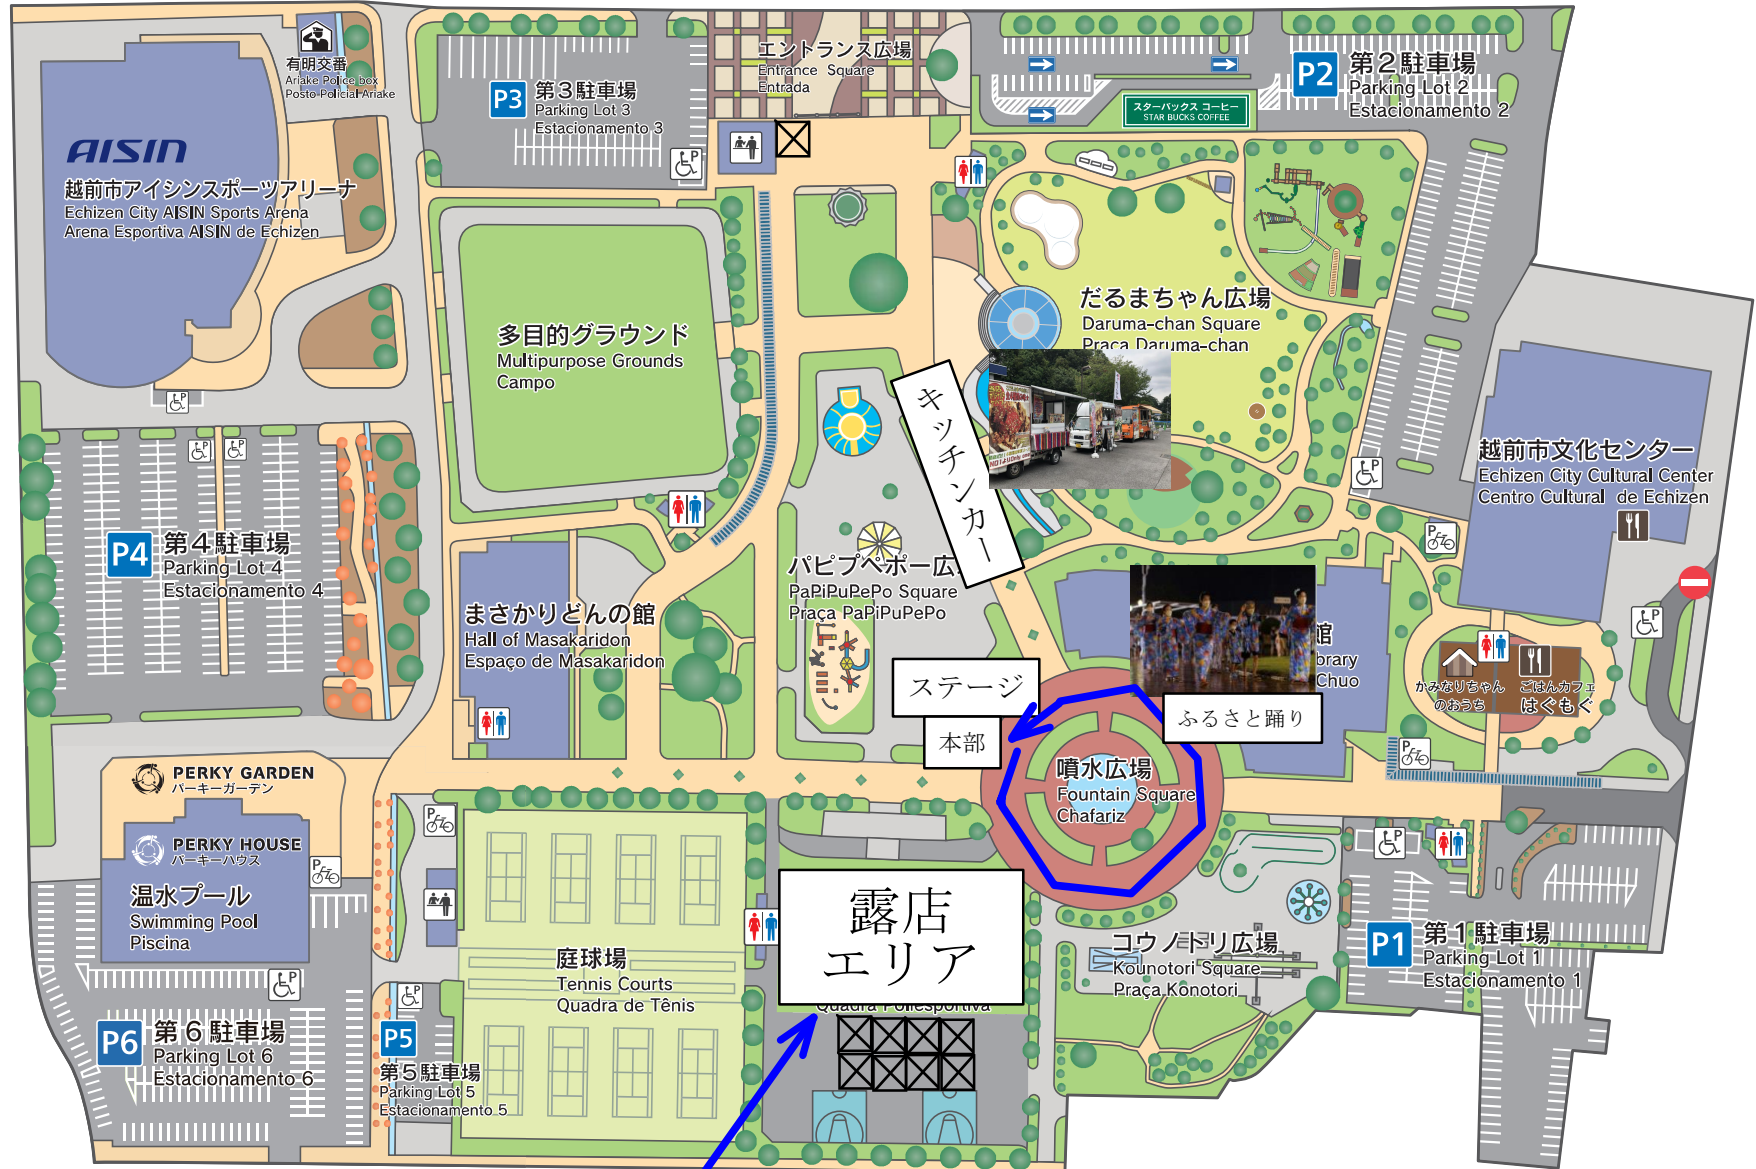 有明交番
Ariake Police box
Posto Policial Ariake
AISIN
越前市アイシンスポーツアリーナ
Echizen City AISIN Sports Arena
Arena Esportiva AISIN de Echizen
P3
第3駐車場
Parking Lot 3
Estacionamento 3
エントランス広場
Entrance Square
Entrada
P2
第2駐車場
Parking Lot 2
Estacionamento 2
スターバックス コーヒー
STAR BUCKS COFFEE
多目的グラウンド
Multipurpose Grounds
Campo
だるまちゃん広場
Daruma-chan Square
Praça Daruma-chan
キッチンカー
越前市文化センター
Echizen City Cultural Center
Centro Cultural de Echizen
P4
第4駐車場
Parking Lot 4
Estacionamento 4
まさかりどんの館
Hall of Masakaridon
Espaço de Masakaridon
パピプペポー広
PaPiPuPePo Square
Praça PaPiPuPePo
館
brary
Chuo
かみなりちゃん
のおうち
ごはんカフェ
はぐもぐ
ステージ
本部
ふるさと踊り
噴水広場
Fountain Square
Chafariz
PERKY GARDEN
パーキーガーデン
PERKY HOUSE
パーキーハウス
温水プール
Swimming Pool
Piscina
露店
エリア
Quadra Poliesportiva
庭球場
Tennis Courts
Quadra de Tênis
コウノトリ広場
Kounotori Square
Praça Konotori
P1
第1駐車場
Parking Lot 1
Estacionamento 1
P6
第6駐車場
Parking Lot 6
Estacionamento 6
P5
第5駐車場
Parking Lot 5
Estacionamento 5